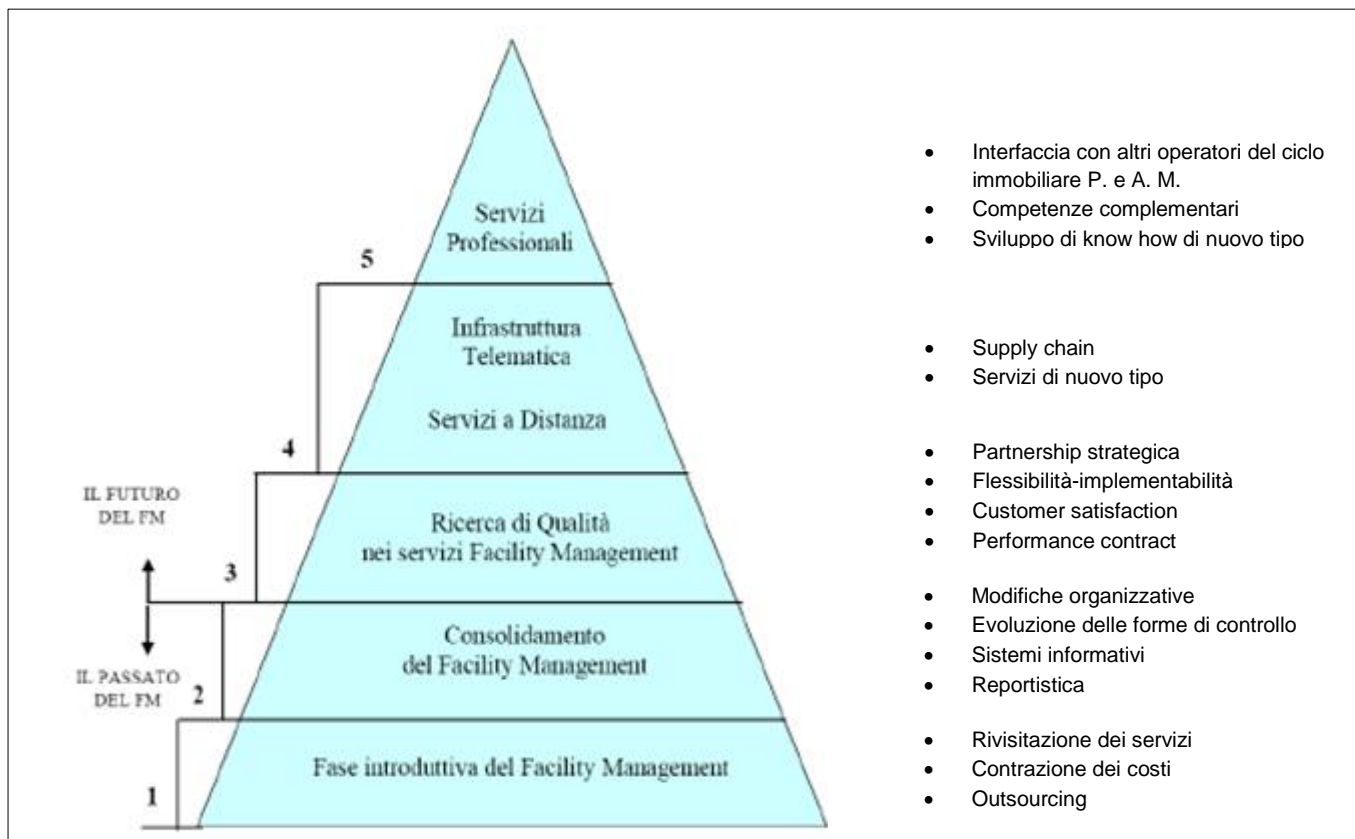 Servizi
Professionali
5
Infrastruttura
Telematica
Servizi a Distanza
4
IL FUTURO
DEL FM
Ricerca di Qualità
nei servizi Facility Management
3
Consolidamento
del Facility Management
IL PASSATO
DEL FM
2
Fase introduttiva del Facility Management
1
• Interfaccia con altri operatori del ciclo
immobiliare P. e A. M.
• Competenze complementari
• Sviluppo di know how di nuovo tipo
• Supply chain
• Servizi di nuovo tipo
• Partnership strategica
• Flessibilità-implementabilità
• Customer satisfaction
• Performance contract
• Modifiche organizzative
• Evoluzione delle forme di controllo
• Sistemi informativi
• Reportistica
• Rivisitazione dei servizi
• Contrazione dei costi
• Outsourcing